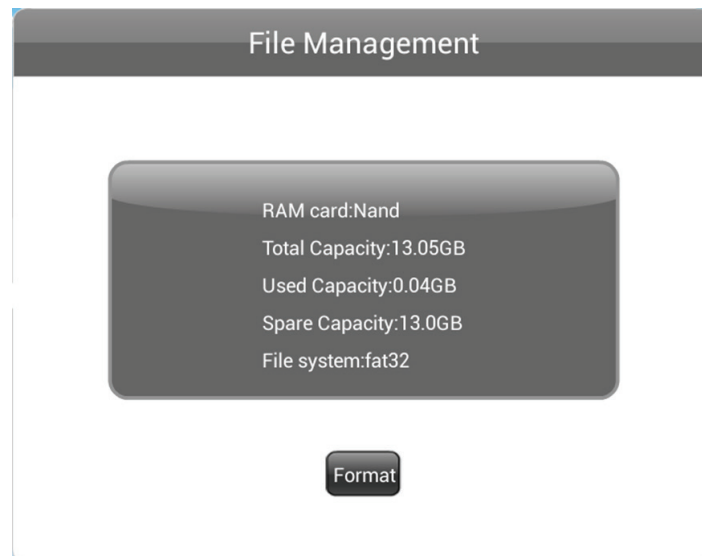 File Management
RAM card:Nand
Total Capacity:13.05GB
Used Capacity:0.04GB
Spare Capacity:13.0GB
File system:fat32
Format